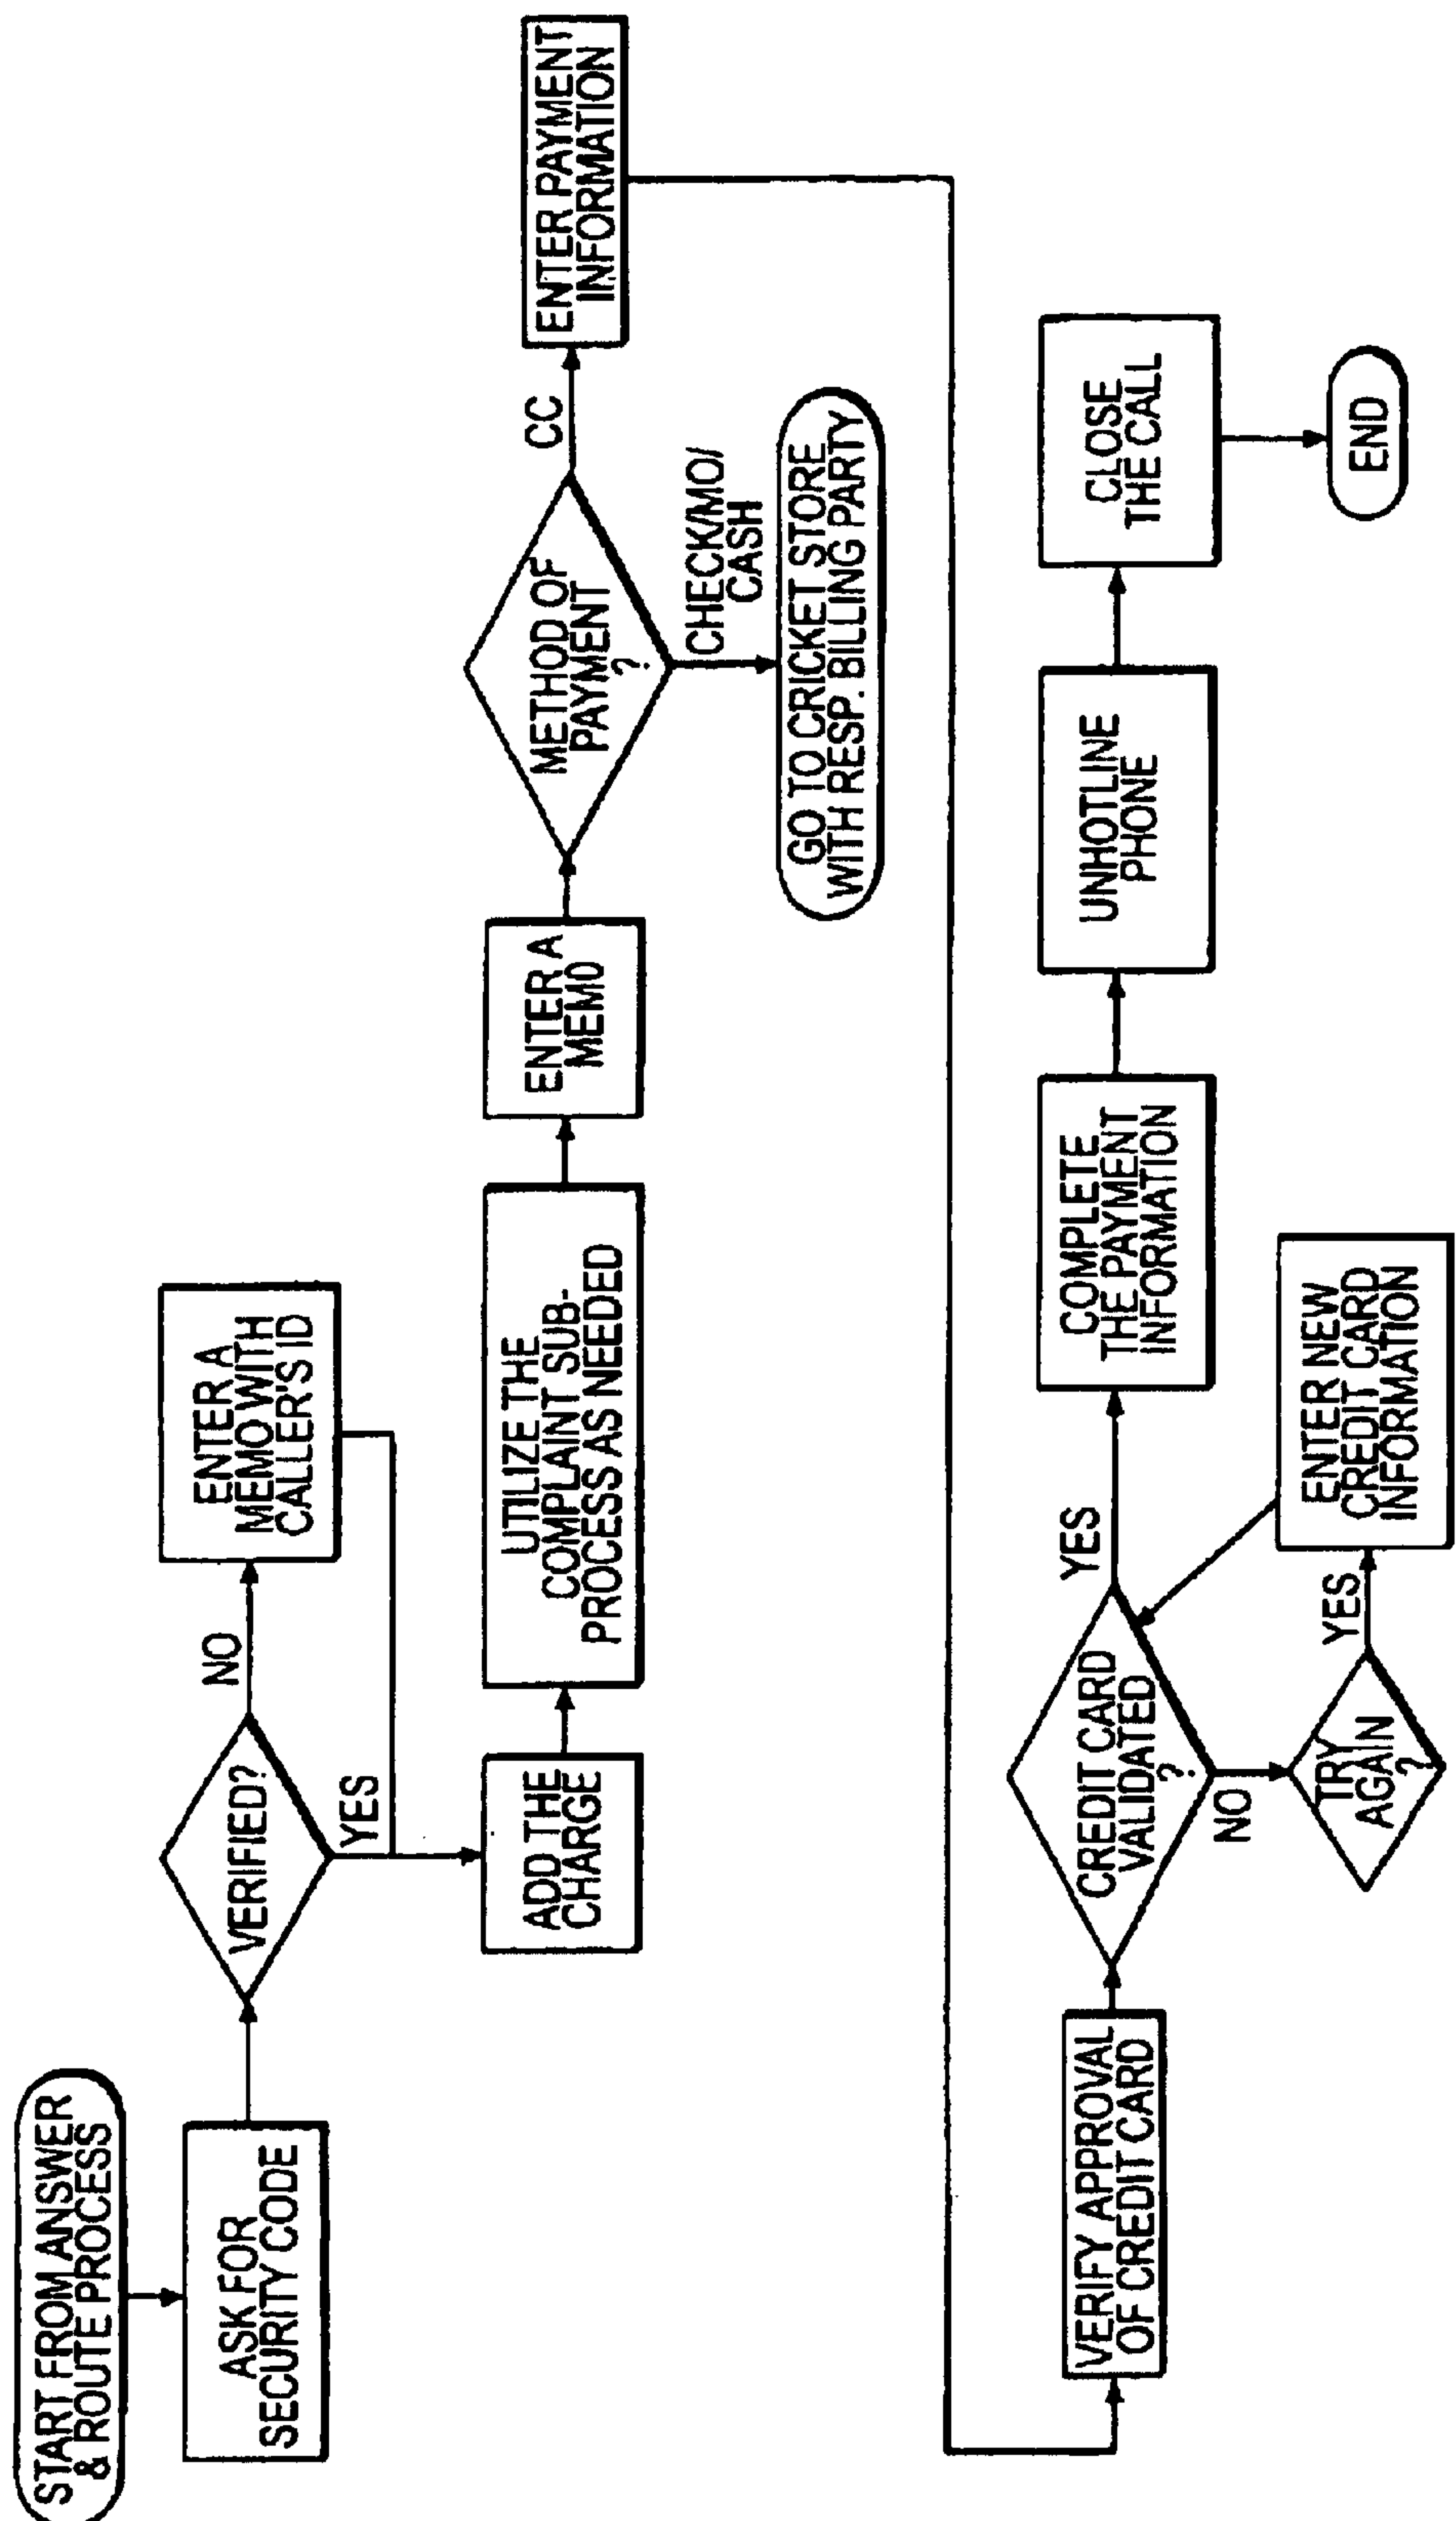 START FROM ANSWER
& ROUTE PROCESS
ASK FOR
SECURITY CODE
VERIFIED?
NO
ENTER A
MEMO WITH
CALLER'S ID
YES
ADD THE
CHARGE
UTILIZE THE
COMPLAINT SUB-
PROCESS AS NEEDED
ENTER A
MEMO
METHOD OF
PAYMENT
?
CC
ENTER PAYMENT
INFORMATION
CHECK/MO/
CASH
GO TO CRICKET STORE
WITH RESP. BILLING PARTY
VERIFY APPROVAL
OF CREDIT CARD
CREDIT CARD
VALIDATED
?
YES
COMPLETE
THE PAYMENT
INFORMATION
UNHOTLINE
PHONE
CLOSE
THE CALL
END
NO
TRY
AGAIN
?
YES
ENTER NEW
CREDIT CARD
INFORMATION